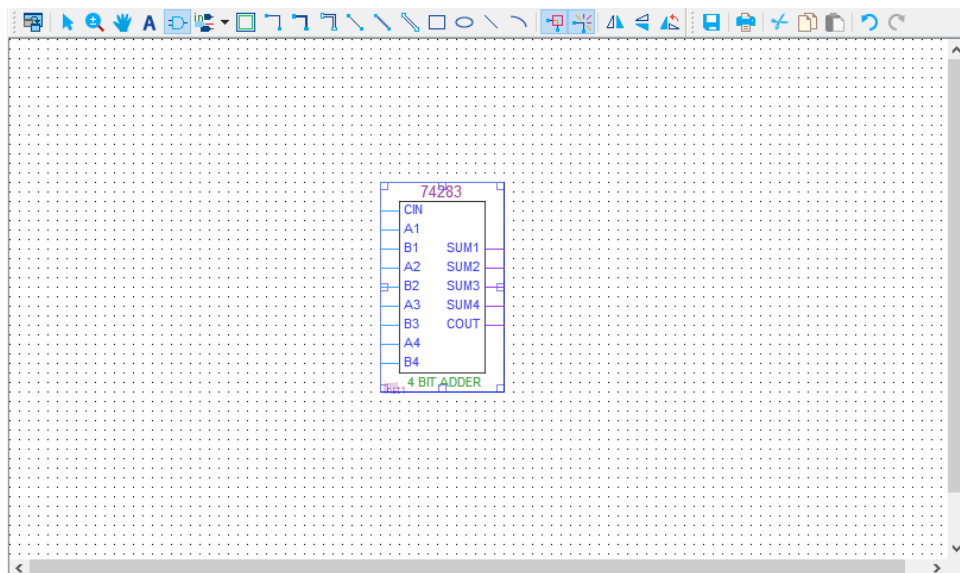 74283
CIN
A1
B1 SUM1
A2 SUM2
B2 SUM3
A3 SUM4
B3 COUT
A4
B4
4 BIT ADDER